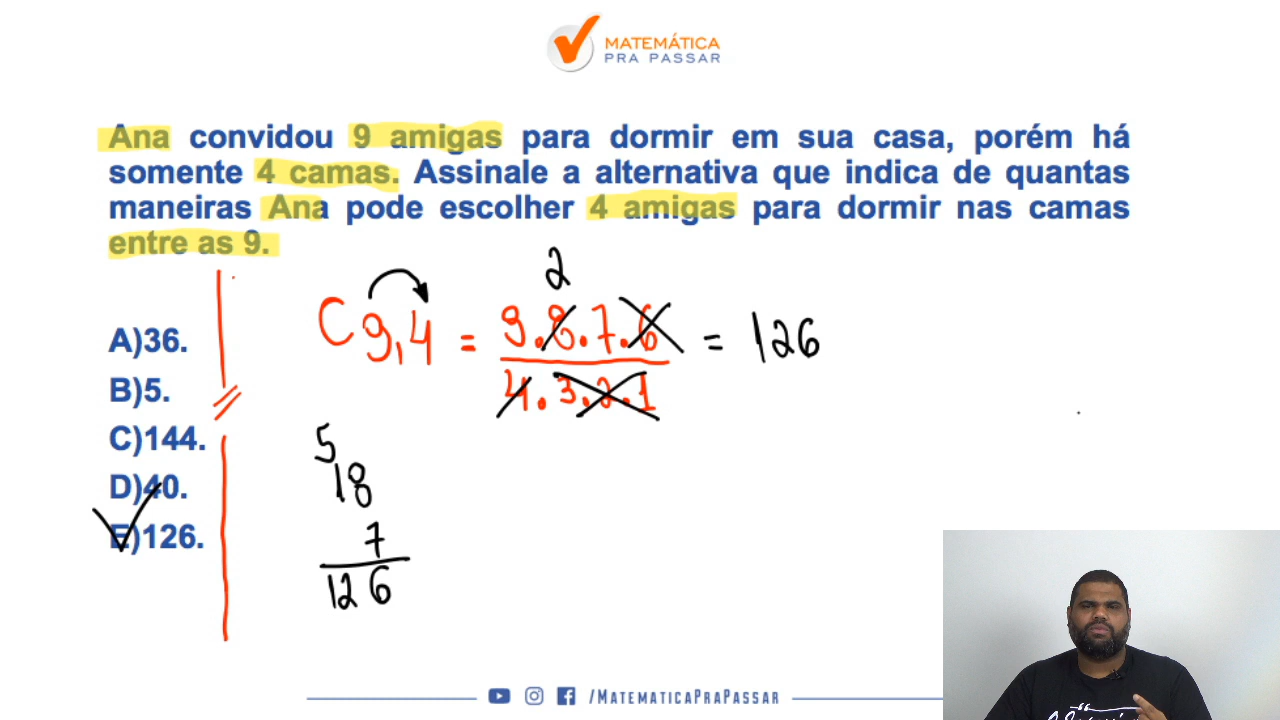 MATEMÁTICA
PRA PASSAR
Ana convidou 9 amigas para dormir em sua casa, porém há
somente 4 camas. Assinale a alternativa que indica de quantas
maneiras Ana pode escolher 4 amigas para dormir nas camas
entre as 9.
2
C 9,4 = 9.8.7.6 / 4.3.2.1 = 126
A)36.
B)5.
C)144.
D)40.
E)126.
5
18
7
126
/MatematicaPraPassar